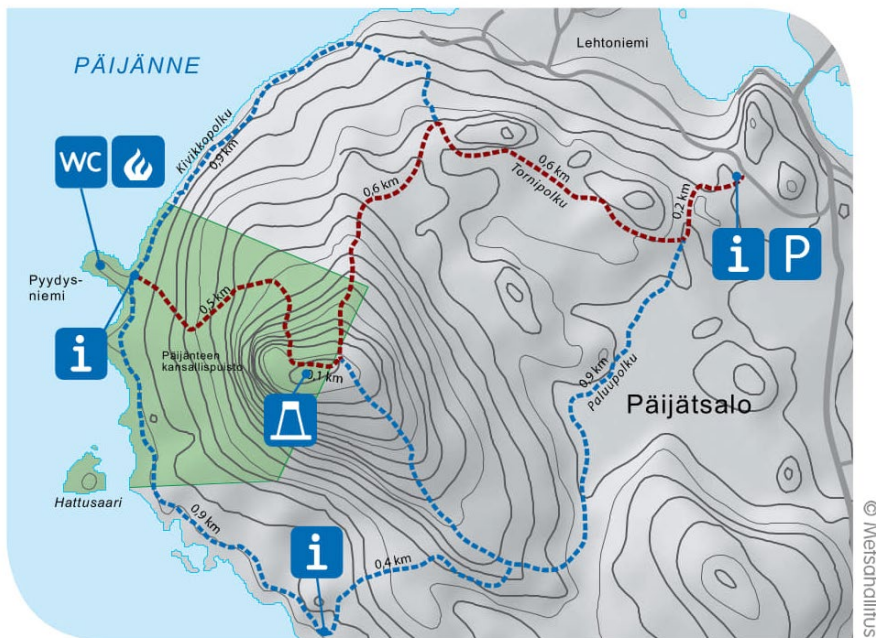 Lehtoniemi
PÄIJÄNNE
Kivikkopolku
0,9 km
WC
0,6 km
Tornipolku
0,6 km
0,2 km
i
P
Pyydys-
niemi
0,5 km
i
Päijänteen
kansallispuisto
0,1 km
0,9 km
Paluupolku
Päijätsalo
Hattusaari
0,9 km
i
0,4 km
© Metsähallitus